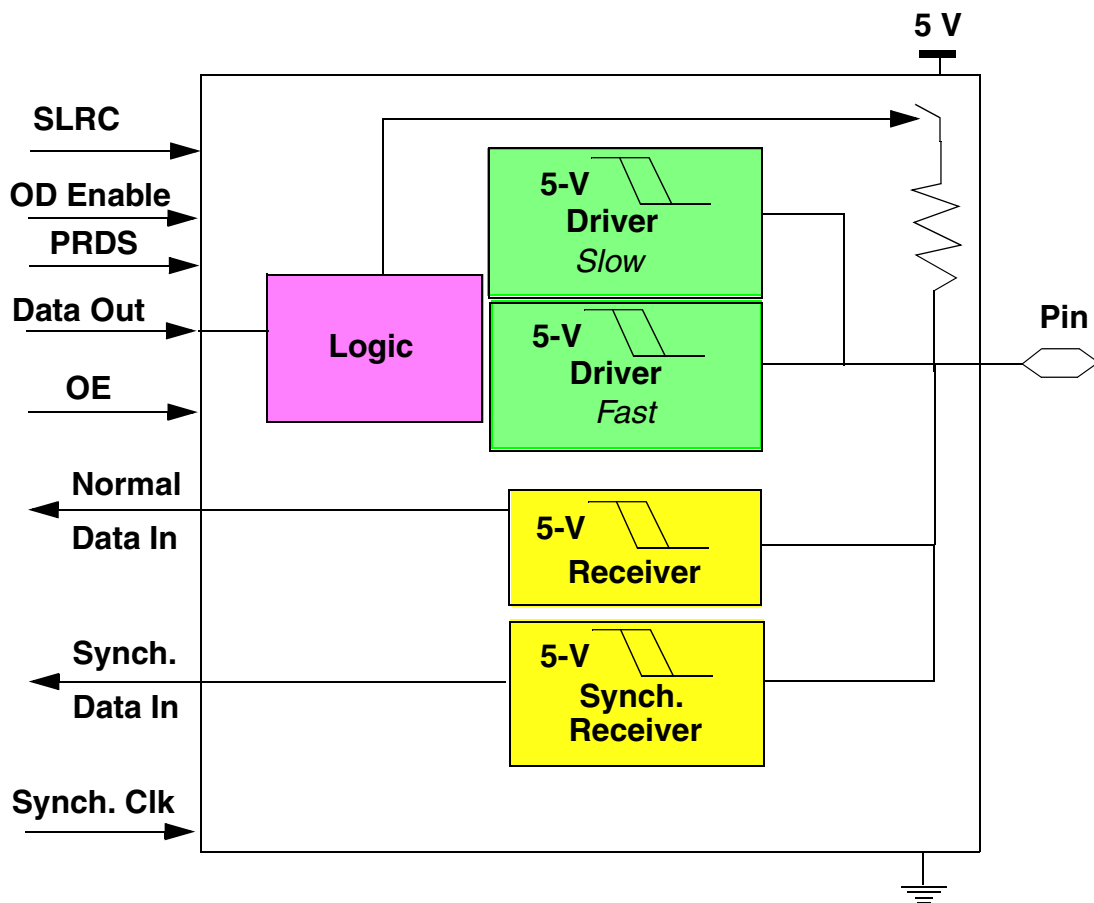 5 V
SLRC
OD Enable
PRDS
Data Out
OE
Normal
Data In
Synch.
Data In
Synch. Clk
Logic
5-V
Driver
Slow
5-V
Driver
Fast
5-V
Receiver
5-V
Synch.
Receiver
Pin